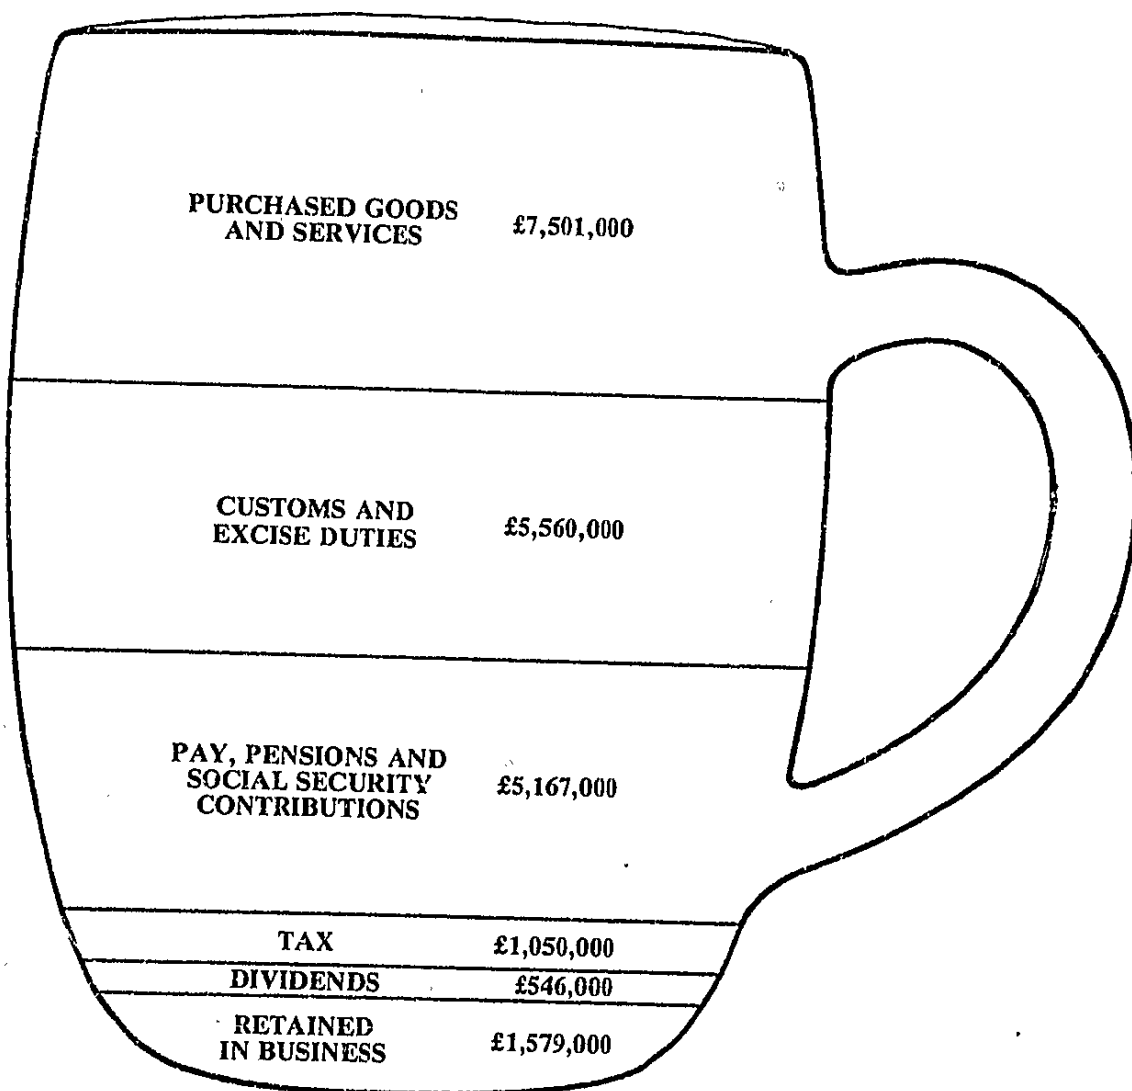 PURCHASED GOODS
AND SERVICES £7,501,000
CUSTOMS AND
EXCISE DUTIES £5,560,000
PAY, PENSIONS AND
SOCIAL SECURITY £5,167,000
CONTRIBUTIONS
TAX £1,050,000
DIVIDENDS £546,000
RETAINED
IN BUSINESS £1,579,000